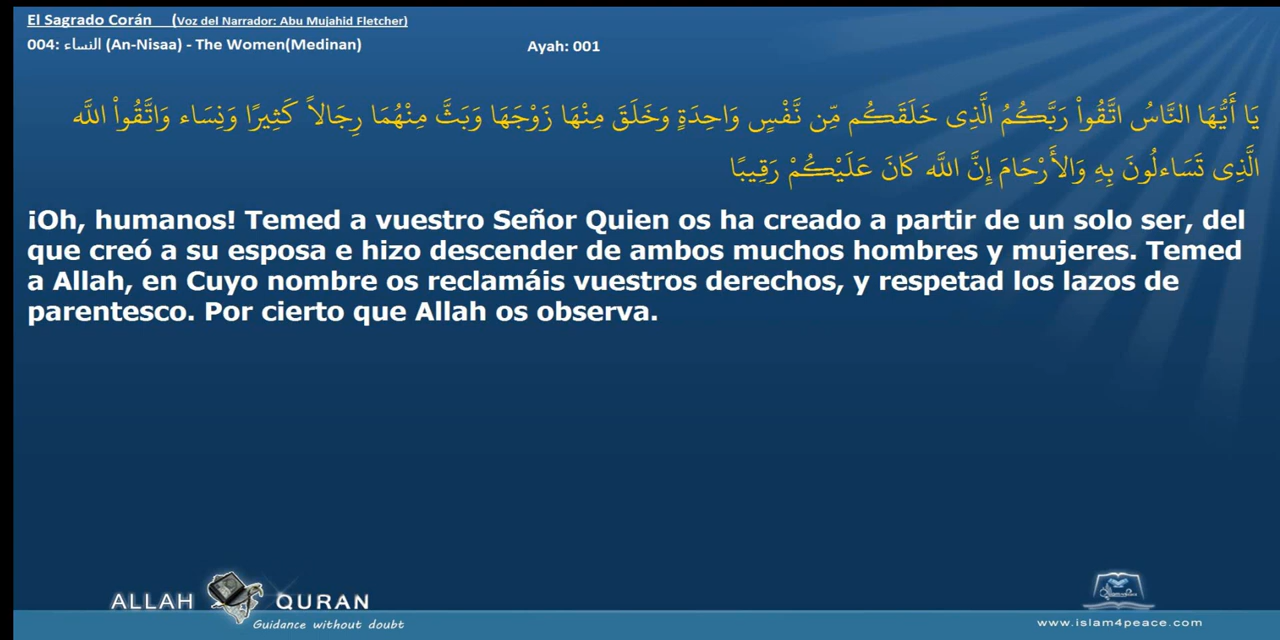 El Sagrado Corán (Voz del Narrador: Abu Mujahid Fletcher)
004: النساء (An-Nisaa) - The Women(Medinan) Ayah: 001
يَا أَيُّهَا النَّاسُ اتَّقُواْ رَبَّكُمُ الَّذِى خَلَقَكُم مِّن نَّفْسٍ وَاحِدَةٍ وَخَلَقَ مِنْهَا زَوْجَهَا وَبَثَّ مِنْهُمَا رِجَالاً كَثِيرًا وَنِسَاء وَاتَّقُواْ اللَّه
الَّذِى تَسَاءلُونَ بِهِ وَالأَرْحَامَ إِنَّ اللَّه كَانَ عَلَيْكُمْ رَقِيبًا
¡Oh, humanos! Temed a vuestro Señor Quien os ha creado a partir de un solo ser, del
que creó a su esposa e hizo descender de ambos muchos hombres y mujeres. Temed
a Allah, en Cuyo nombre os reclamáis vuestros derechos, y respetad los lazos de
parentesco. Por cierto que Allah os observa.
ALLAH QURAN
Guidance without doubt
www.islam4peace.com